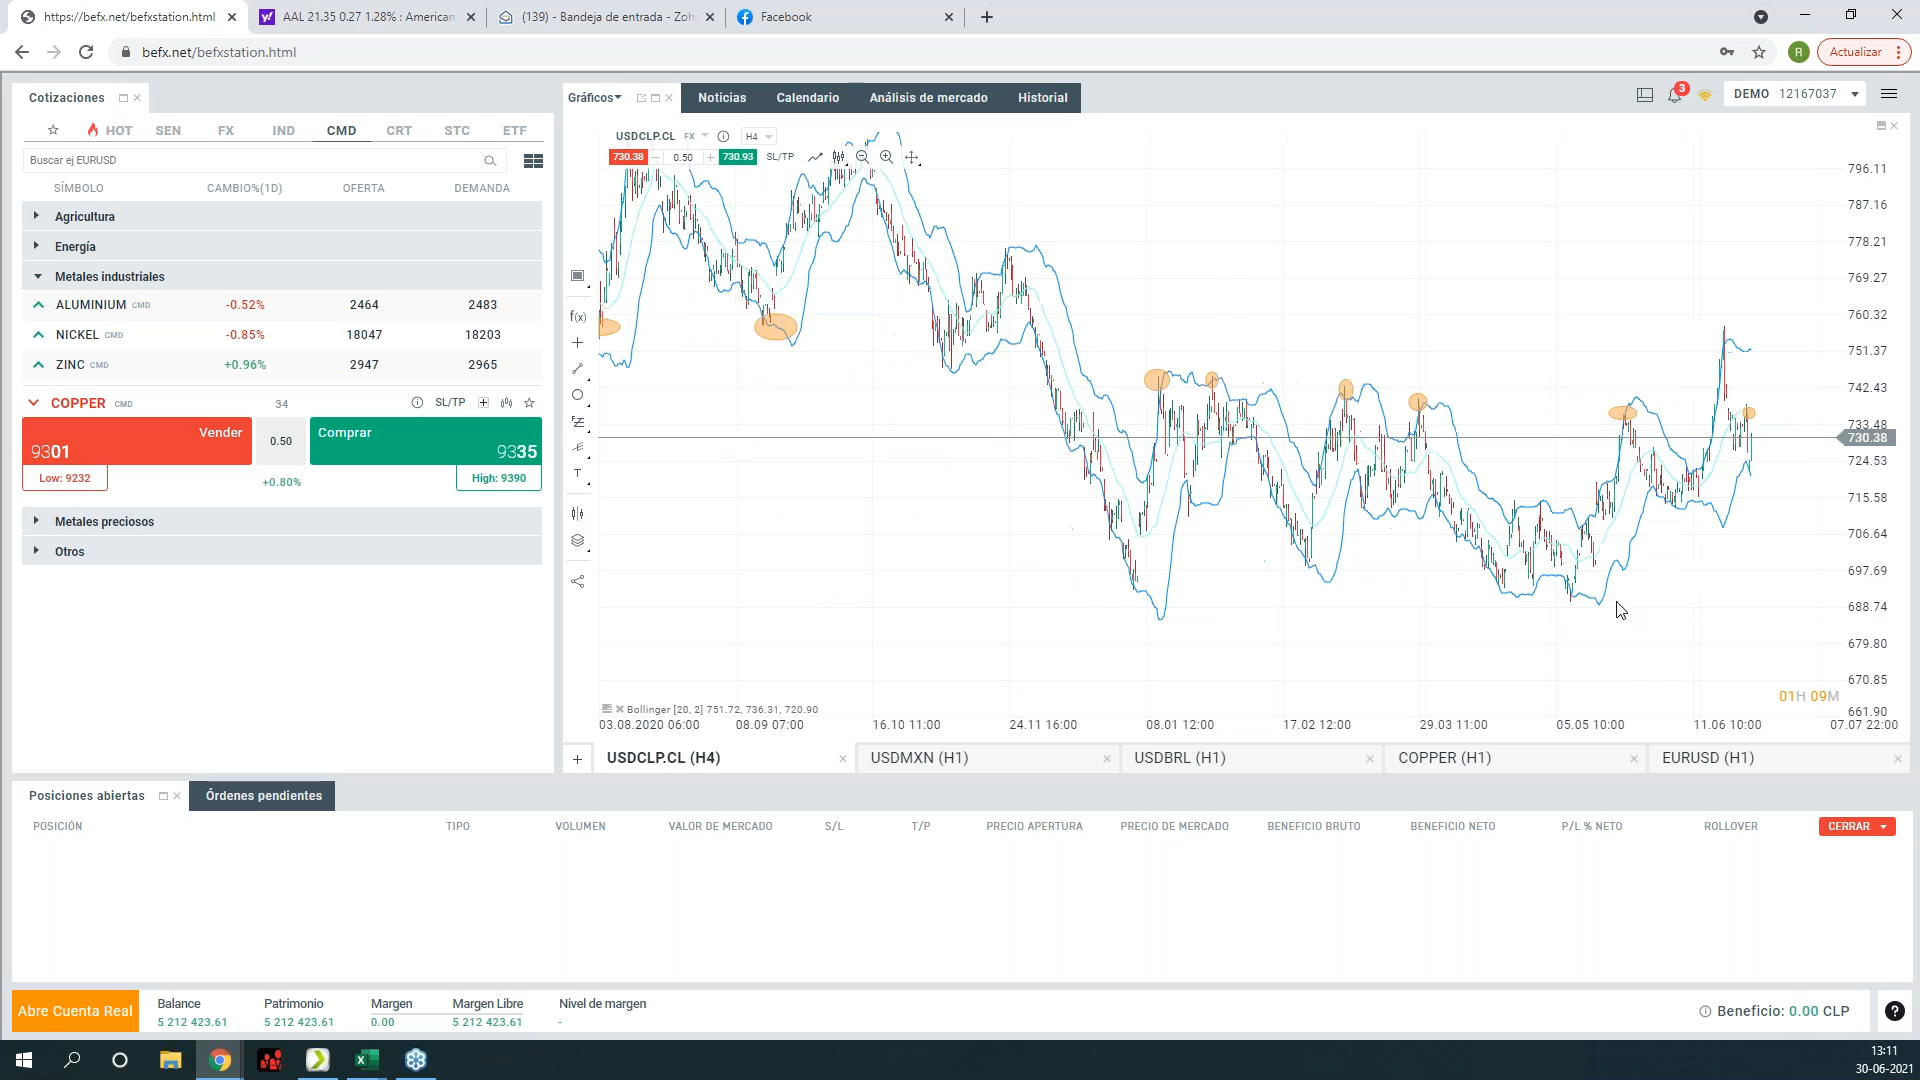 https://befx.net/befxstation.html
AAL 21.35 0.27 1.28% : American
(139) - Bandeja de entrada - Zoh
Facebook
befx.net/befxstation.html
R
Actualizar
Cotizaciones
Gráficos
Noticias
Calendario
Análisis de mercado
Historial
3
DEMO 12167037
HOT SEN FX IND CMD CRT STC ETF
Buscar ej EURUSD
SÍMBOLO CAMBIO%(1D) OFERTA DEMANDA
Agricultura
Energía
Metales industriales
ALUMINIUM CMD -0.52% 2464 2483
NICKEL CMD -0.85% 18047 18203
ZINC CMD +0.96% 2947 2965
COPPER CMD 34 SL/TP
Vender
9301
0.50
Comprar
9335
Low: 9232
+0.80%
High: 9390
Metales preciosos
Otros
USDCLP.CL FX H4
730.38 0.50 730.93 SL/TP
f(x)
T
796.11
787.16
778.21
769.27
760.32
751.37
742.43
733.48
730.38
724.53
715.58
706.64
697.69
688.74
679.80
670.85
661.90
01H 09M
Bollinger [20, 2] 751.72, 736.31, 720.90
03.08.2020 06:00 08.09 07:00 16.10 11:00 24.11 16:00 08.01 12:00 17.02 12:00 29.03 11:00 05.05 10:00 11.06 10:00 07.07 22:00
USDCLP.CL (H4)
USDMXN (H1)
USDBRL (H1)
COPPER (H1)
EURUSD (H1)
Posiciones abiertas
Órdenes pendientes
POSICIÓN TIPO VOLUMEN VALOR DE MERCADO S/L T/P PRECIO APERTURA PRECIO DE MERCADO BENEFICIO BRUTO BENEFICIO NETO P/L % NETO ROLLOVER CERRAR
Abre Cuenta Real
Balance Patrimonio Margen Margen Libre Nivel de margen
5 212 423.61 5 212 423.61 0.00 5 212 423.61 -
Beneficio: 0.00 CLP
?
13:11
30-06-2021